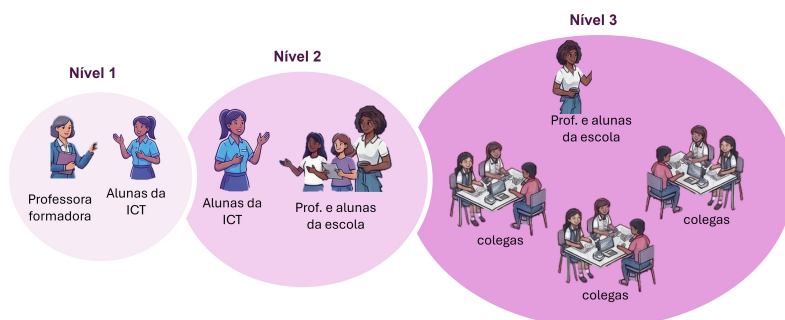 Nível 1
Professora
formadora
Alunas da
ICT
Nível 2
Alunas da
ICT
Prof. e alunas
da escola
Nível 3
Prof. e alunas
da escola
colegas
colegas
colegas